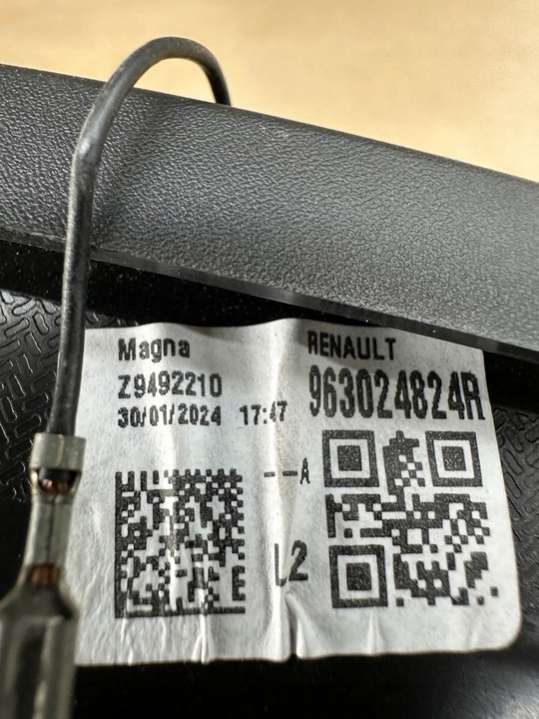 Magna
Z9492210
30/01/2024 17:47
RENAULT
963024824R
--A
L2
E